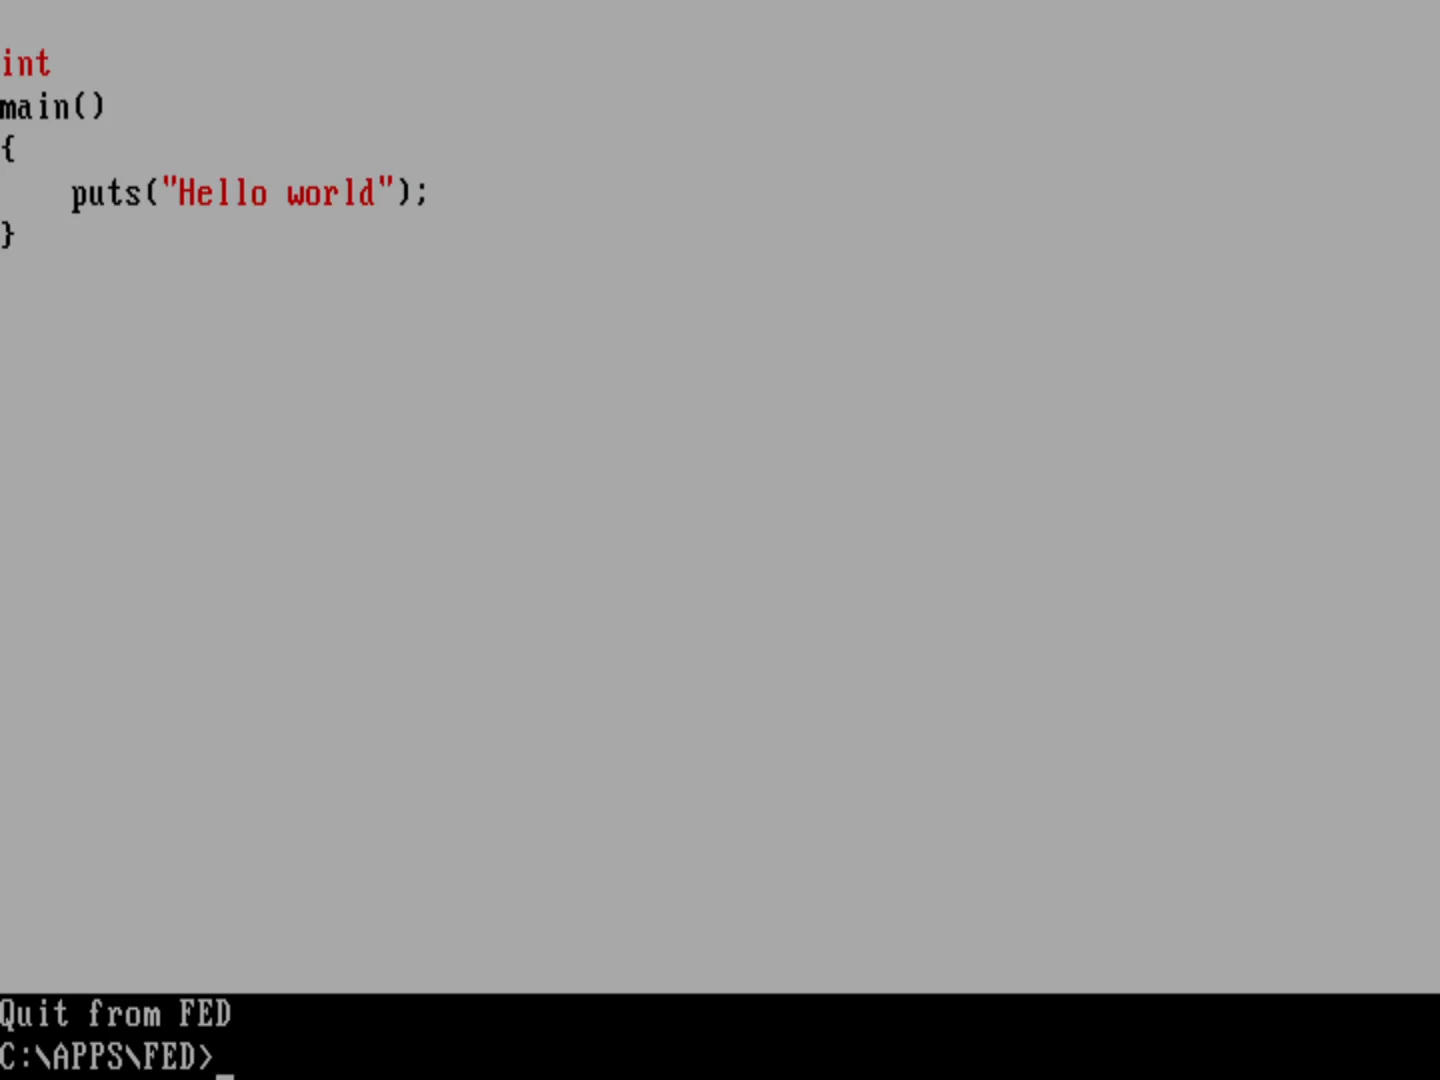 int
main()
{
    puts("Hello world");
}
Quit from FED
C:\APPS\FED>_